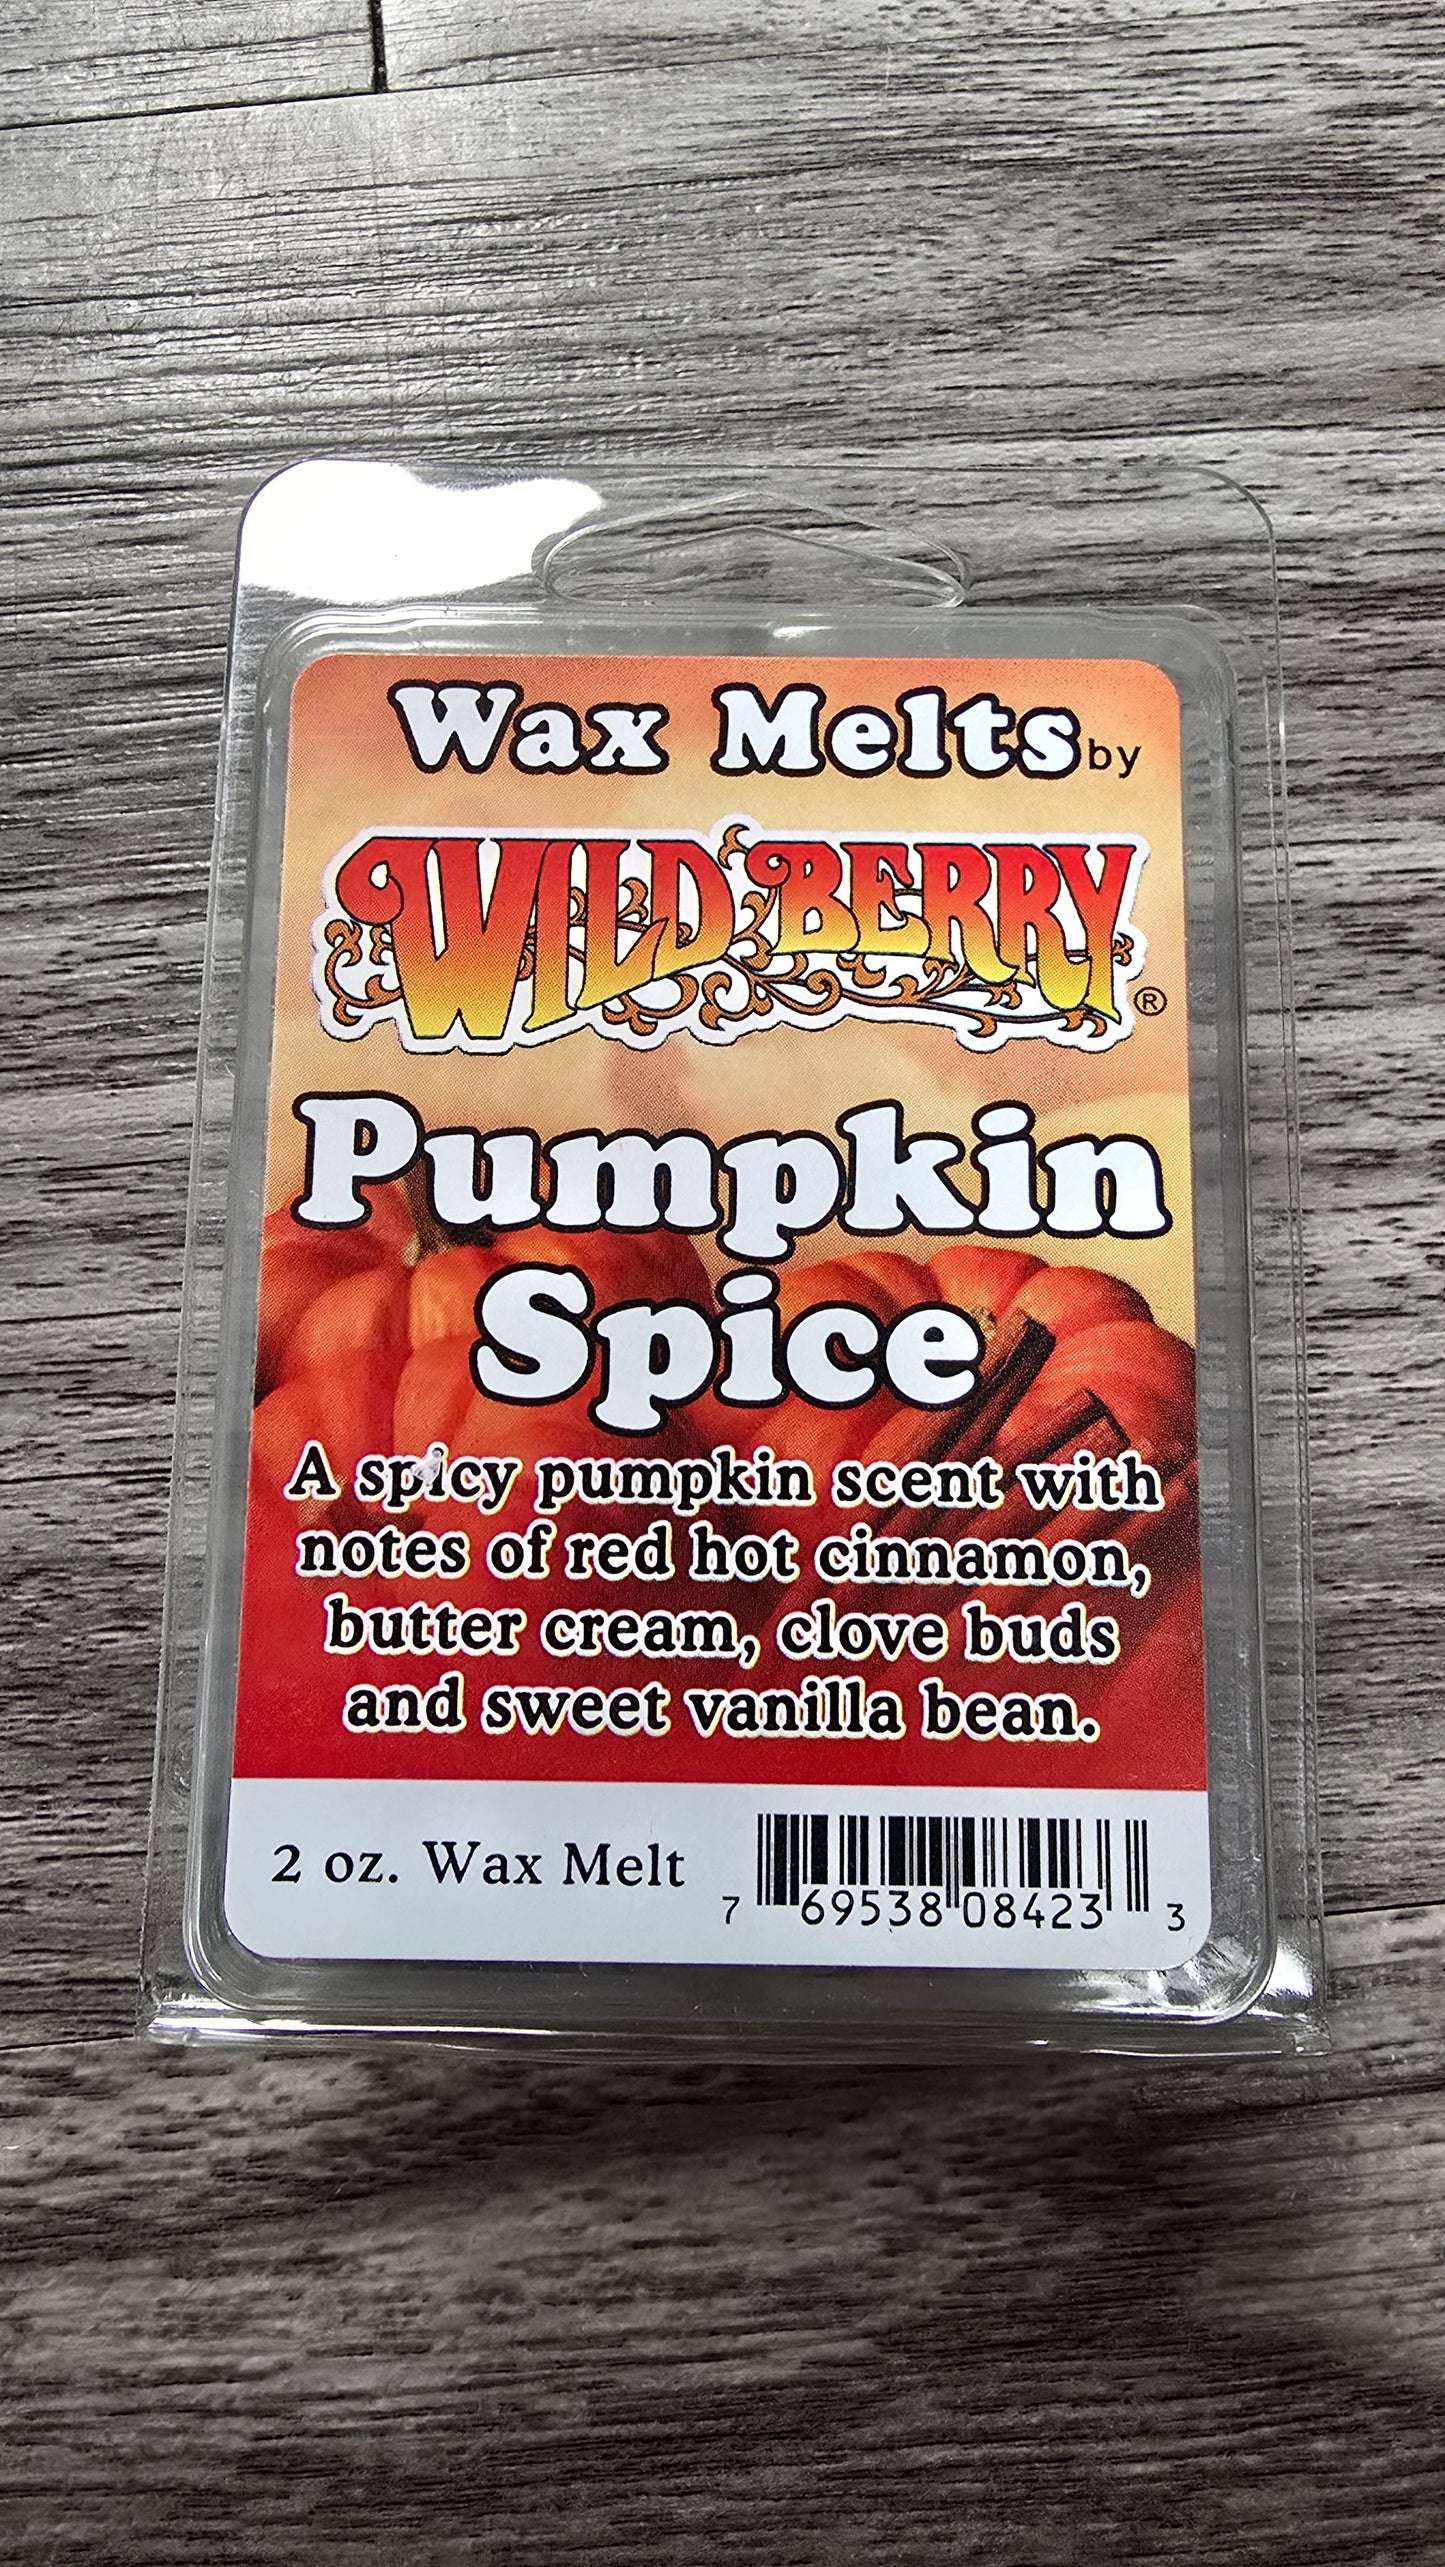 Wax Melts by
WILD BERRY®
Pumpkin
Spice
A spicy pumpkin scent with
notes of red hot cinnamon,
butter cream, clove buds
and sweet vanilla bean.
2 oz. Wax Melt
7 69538 08423 3